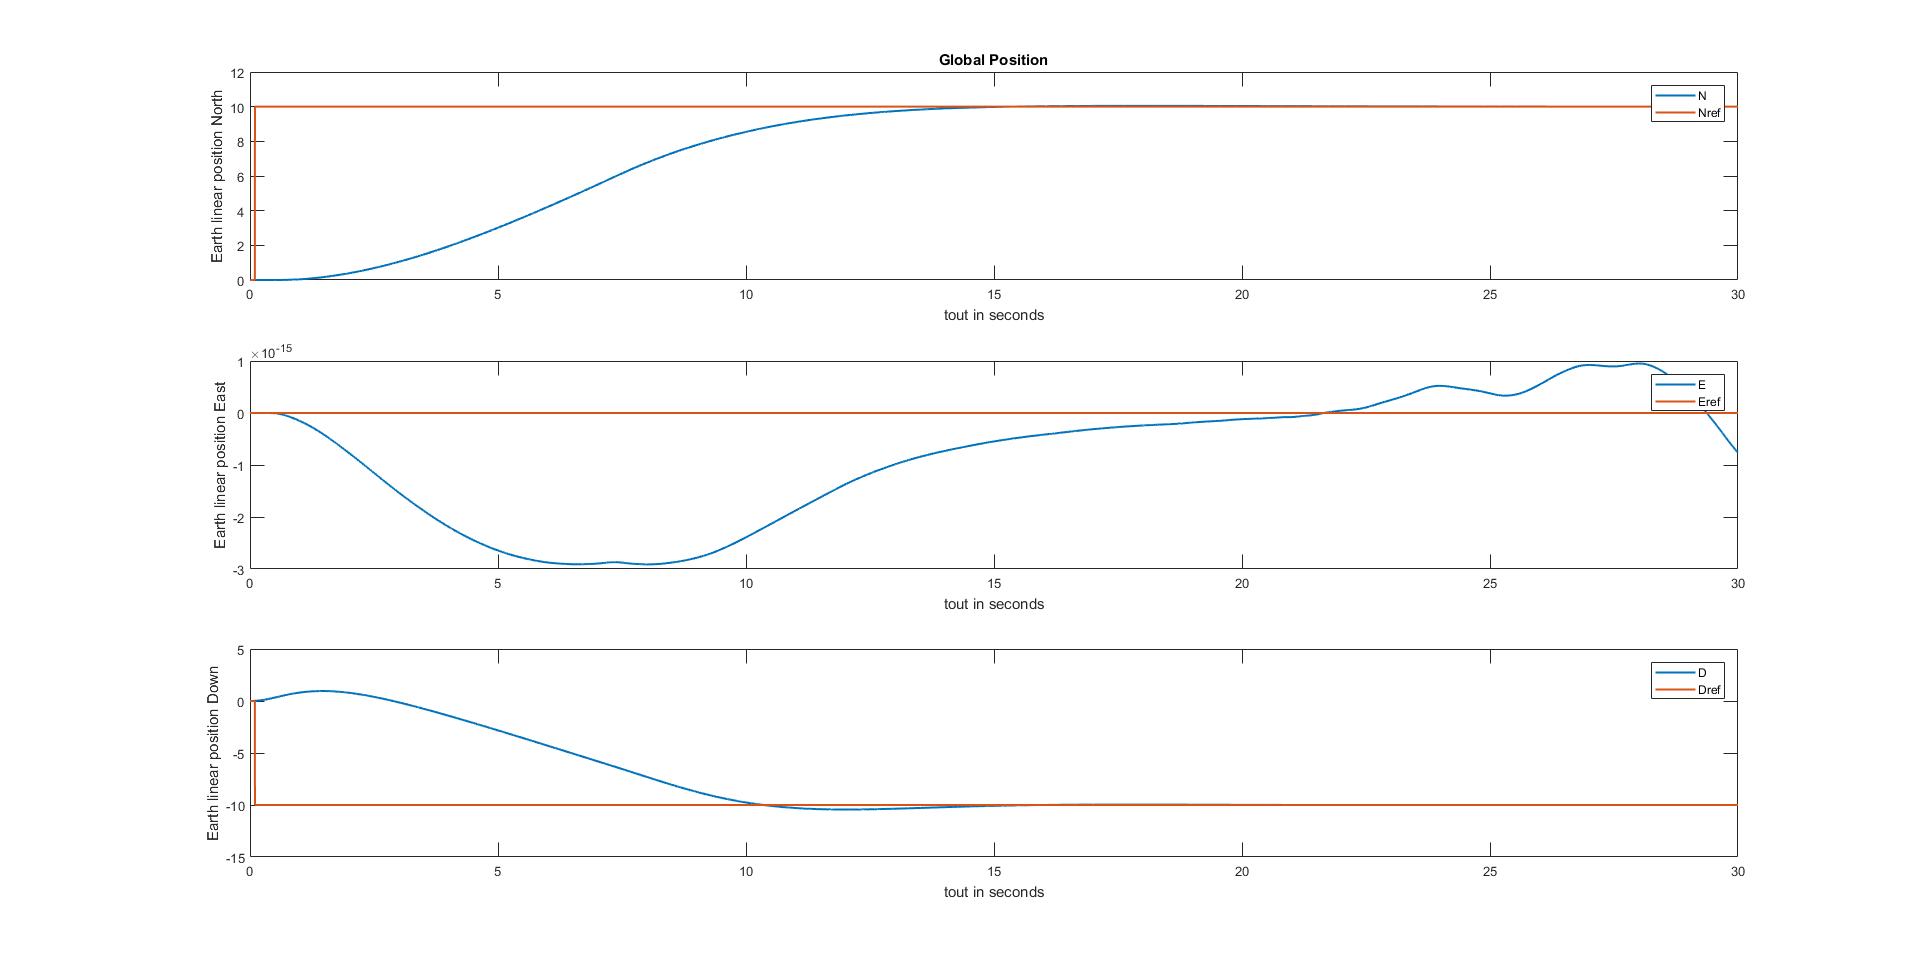 Global Position
Earth linear position North
12
10
8
6
4
2
0
N
Nref
0 5 10 15 20 25 30
tout in seconds
×10-15
Earth linear position East
1
0
-1
-2
-3
E
Eref
0 5 10 15 20 25 30
tout in seconds
Earth linear position Down
5
0
-5
-10
-15
D
Dref
0 5 10 15 20 25 30
tout in seconds